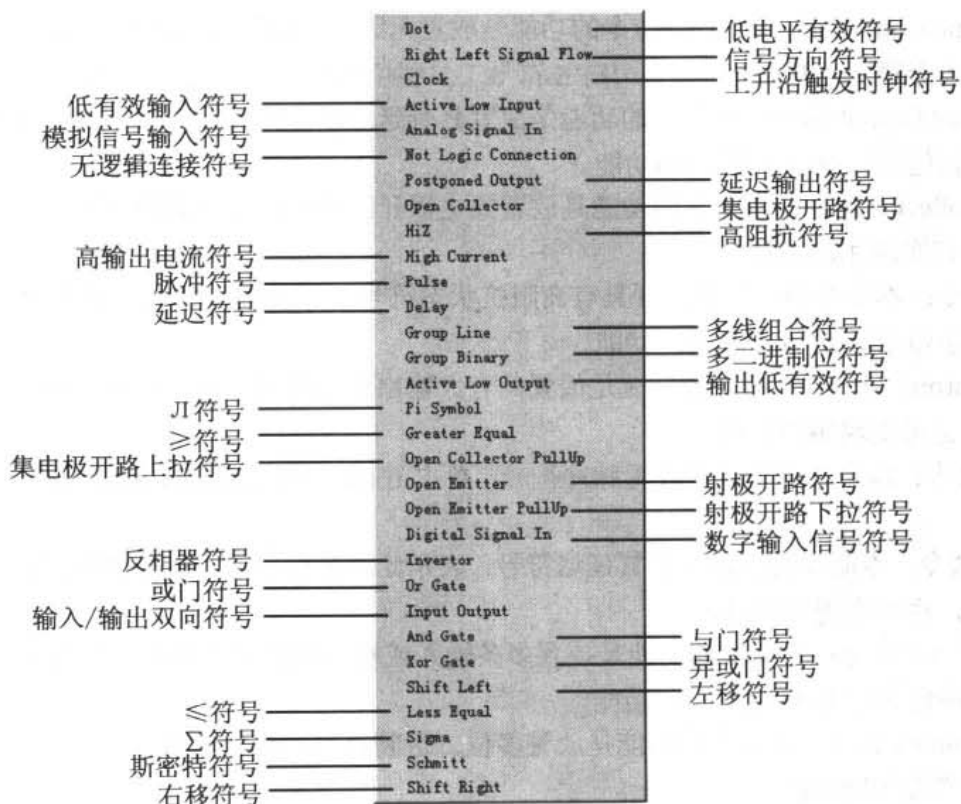 Dot 低电平有效符号
Right Left Signal Flow 信号方向符号
Clock 上升沿触发时钟符号
低有效输入符号 Active Low Input
模拟信号输入符号 Analog Signal In
无逻辑连接符号 Not Logic Connection
Postponed Output 延迟输出符号
Open Collector 集电极开路符号
HiZ 高阻抗符号
高输出电流符号 High Current
脉冲符号 Pulse
延迟符号 Delay
Group Line 多线组合符号
Group Binary 多二进制位符号
Active Low Output 输出低有效符号
Π符号 Pi Symbol
≥符号 Greater Equal
集电极开路上拉符号 Open Collector PullUp
Open Emitter 射极开路符号
Open Emitter PullUp 射极开路下拉符号
Digital Signal In 数字输入信号符号
反相器符号 Invertor
或门符号 Or Gate
输入/输出双向符号 Input Output
And Gate 与门符号
Xor Gate 异或门符号
Shift Left 左移符号
≤符号 Less Equal
∑符号 Sigma
斯密特符号 Schmitt
右移符号 Shift Right